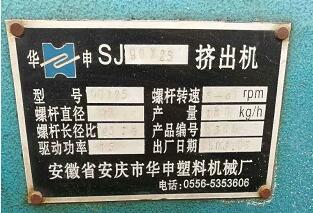 华申 SJ90X25 挤出机
型号 90X25 螺杆转速 rpm
螺杆直径 产量 kg/h
螺杆长径比 产品编号
驱动功率 出厂日期
安徽省安庆市华申塑料机械厂
电话:0556-5353606